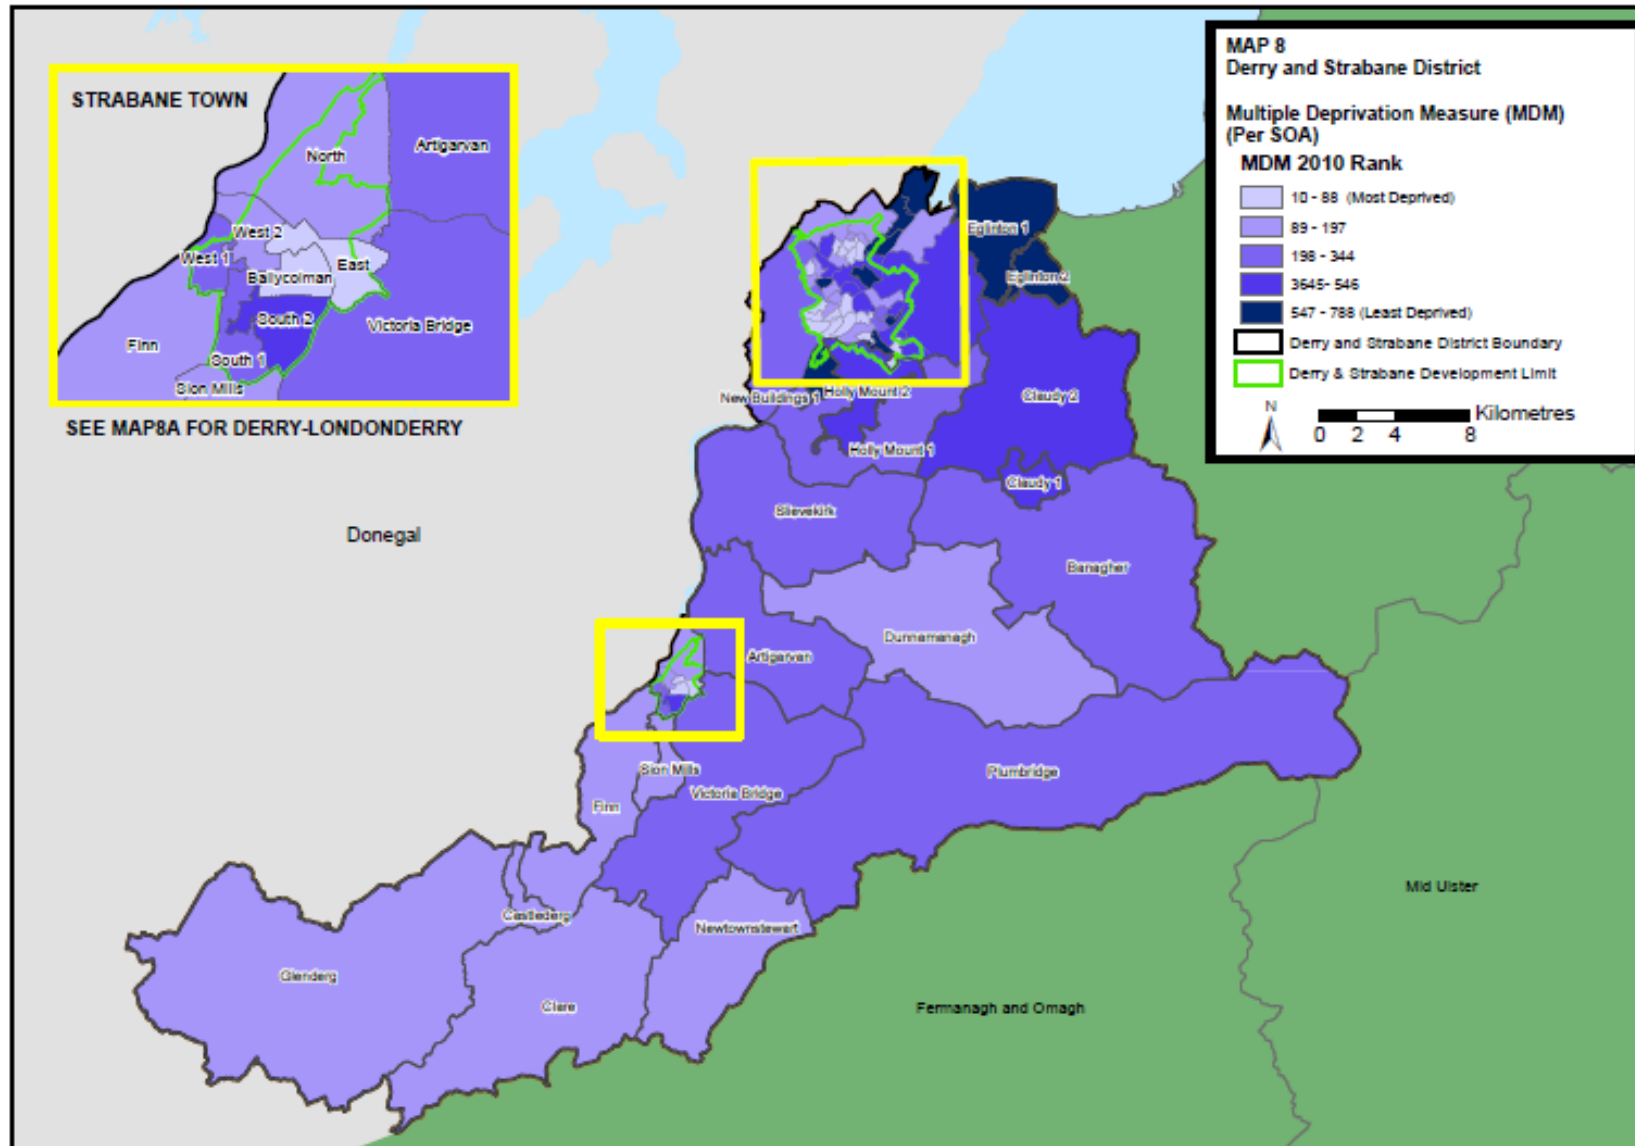 MAP 8
Derry and Strabane District
Multiple Deprivation Measure (MDM)
(Per SOA)
MDM 2010 Rank
10 - 88 (Most Deprived)
89 - 197
198 - 344
3645- 546
547 - 788 (Least Deprived)
Derry and Strabane District Boundary
Derry & Strabane Development Limit
N
Kilometres
0 2 4 8
STRABANE TOWN
North
Artigarvan
West 2
West 1
East
Ballycolman
South 2
Victoria Bridge
Finn
South 1
Sion Mills
SEE MAP8A FOR DERRY-LONDONDERRY
Eglinton 1
Eglinton 2
New Buildings 1
Holly Mount 2
Claudy 2
Holly Mount 1
Claudy 1
Slievekirk
Donegal
Banagher
Dunnamanagh
Artigarvan
Sion Mills
Plumbridge
Victoria Bridge
Finn
Mid Ulster
Castlederg
Newtownstewart
Glenderg
Clare
Fermanagh and Omagh